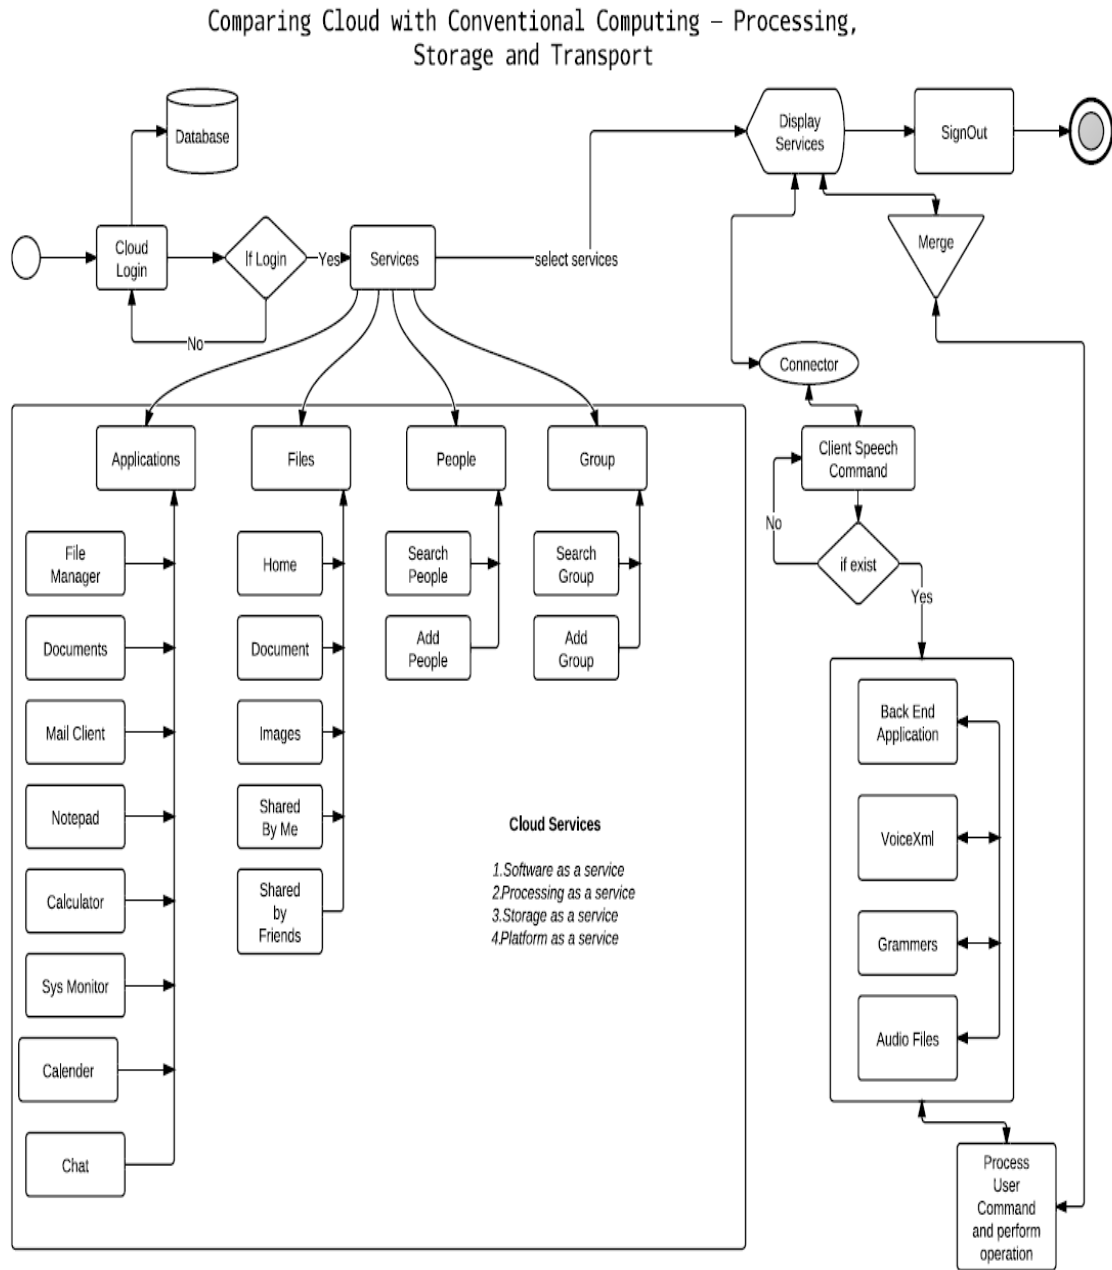 Comparing Cloud with Conventional Computing – Processing,
Storage and Transport
Database
Display
Services
SignOut
Cloud
Login
If Login
Yes
Services
select services
Merge
No
Connector
Applications
Files
People
Group
Client Speech
Command
No
if exist
Yes
File
Manager
Home
Search
People
Search
Group
Documents
Document
Add
People
Add
Group
Mail Client
Images
Back End
Application
Notepad
Shared
By Me
Cloud Services
VoiceXml
1.Software as a service
2.Processing as a service
3.Storage as a service
4.Platform as a service
Calculator
Shared
by
Friends
Grammers
Sys Monitor
Audio Files
Calender
Chat
Process
User
Command
and perform
operation